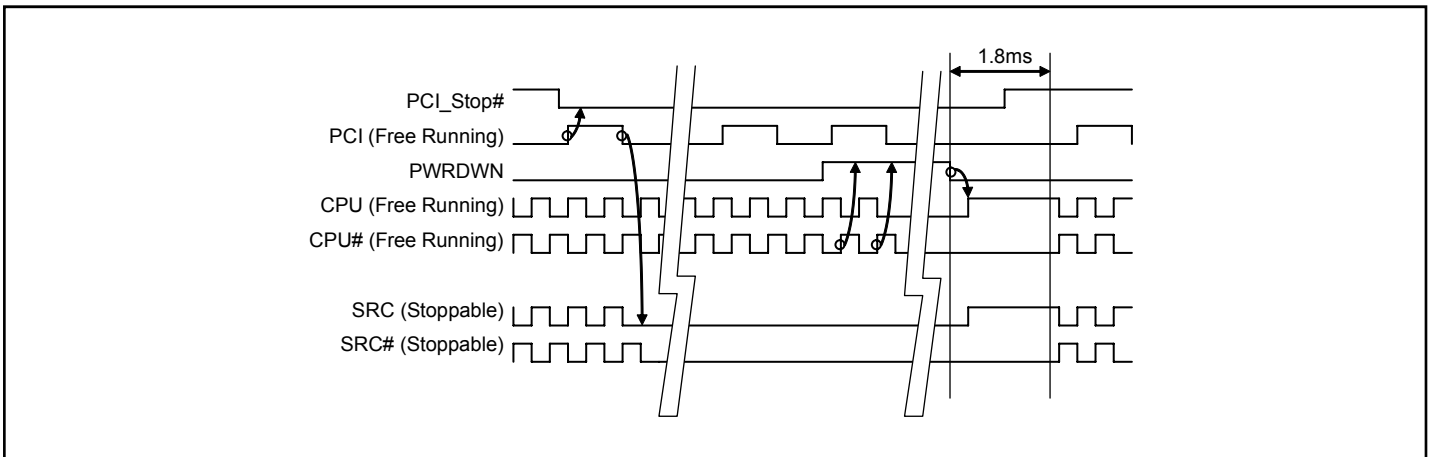 1.8ms
PCI_Stop#
PCI (Free Running)
PWRDWN
CPU (Free Running)
CPU# (Free Running)
SRC (Stoppable)
SRC# (Stoppable)